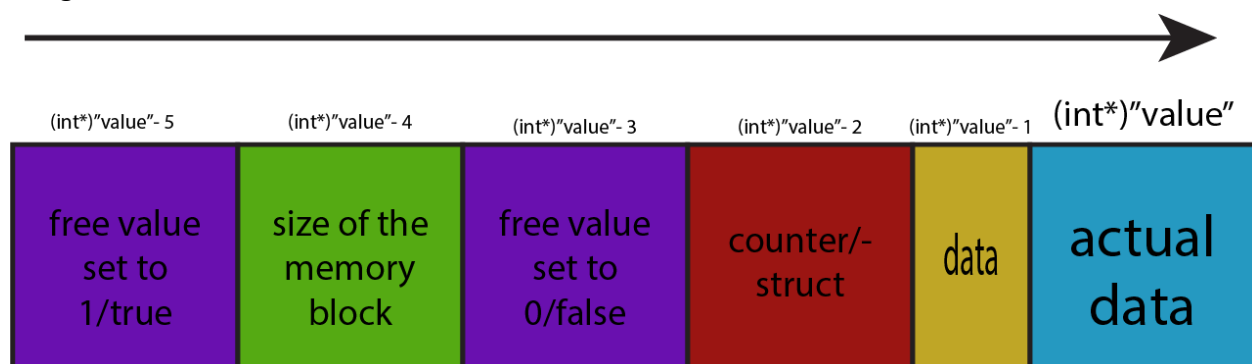 (int*)"value"- 5
(int*)"value"- 4
(int*)"value"- 3
(int*)"value"- 2
(int*)"value"- 1
(int*)"value"
free value
set to
1/true
size of the
memory
block
free value
set to
0/false
counter/-
struct
data
actual
data